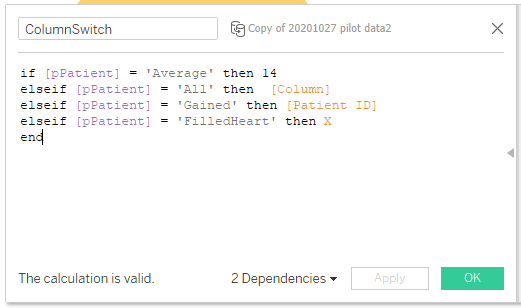 ColumnSwitch
Copy of 20201027 pilot data2
if [pPatient] = 'Average' then 14
elseif [pPatient] = 'All' then  [Column]
elseif [pPatient] = 'Gained' then [Patient ID]
elseif [pPatient] = 'FilledHeart' then X
end
The calculation is valid.
2 Dependencies
Apply
OK